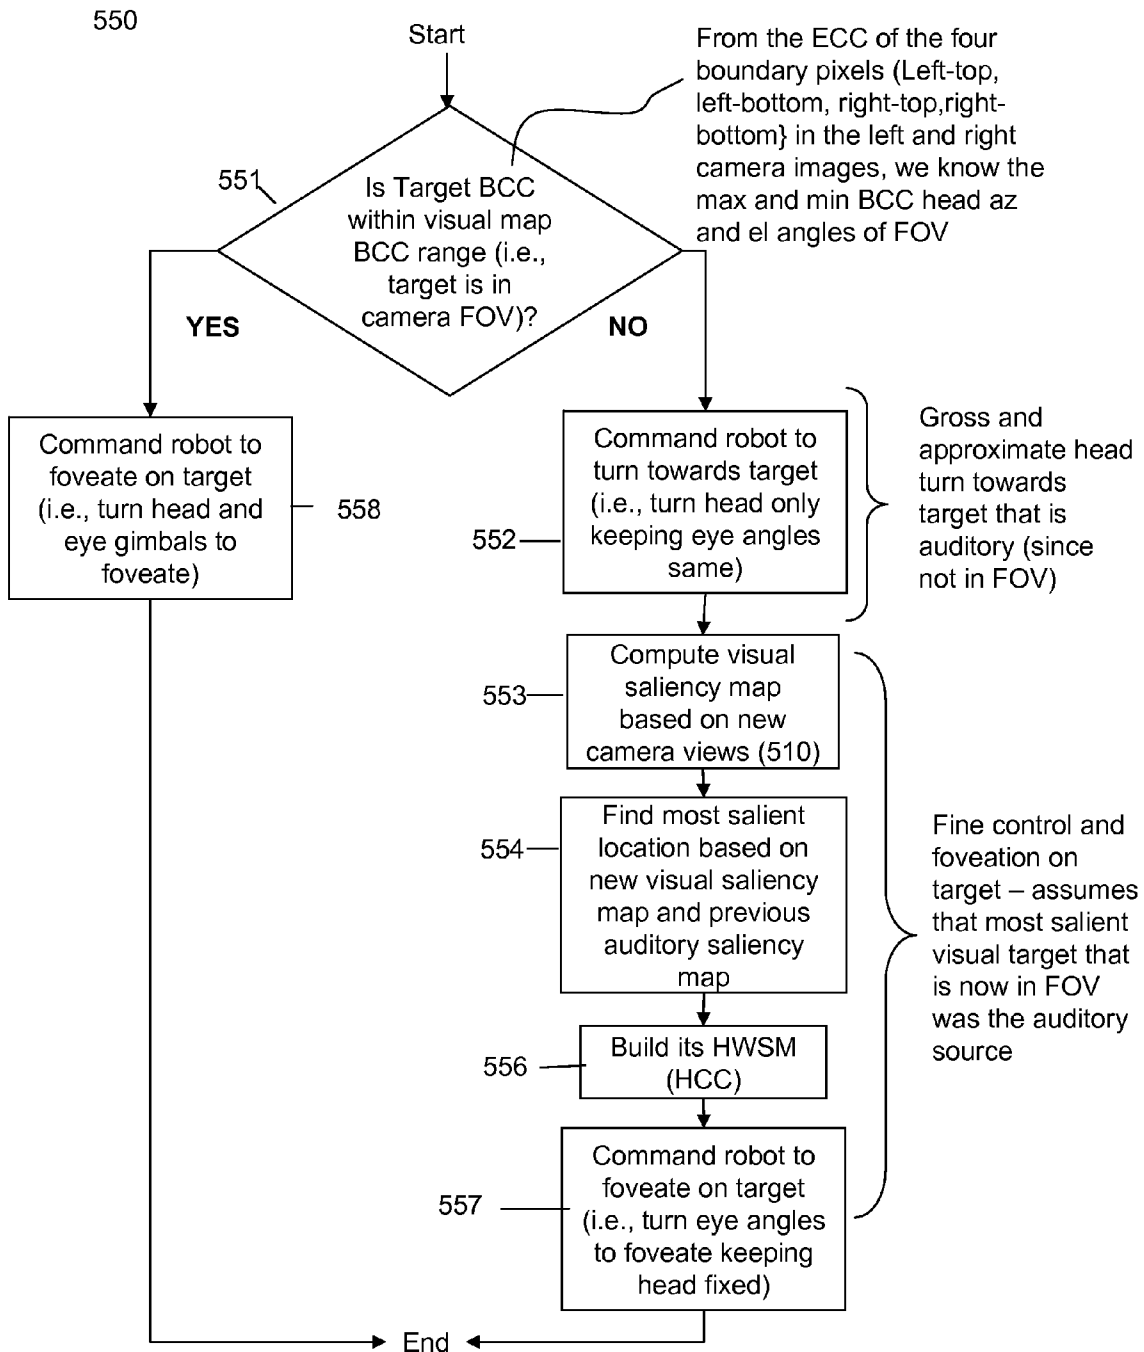 550
Start
From the ECC of the four
boundary pixels (Left-top,
left-bottom, right-top,right-
bottom} in the left and right
camera images, we know the
max and min BCC head az
and el angles of FOV
551
Is Target BCC
within visual map
BCC range (i.e.,
target is in
camera FOV)?
YES
NO
Command robot to
foveate on target
(i.e., turn head and
eye gimbals to
foveate)
558
Command robot to
turn towards target
(i.e., turn head only
keeping eye angles
same)
552
Gross and
approximate head
turn towards
target that is
auditory (since
not in FOV)
Compute visual
saliency map
based on new
camera views (510)
553
Find most salient
location based on
new visual saliency
map and previous
auditory saliency
map
554
Fine control and
foveation on
target – assumes
that most salient
visual target that
is now in FOV
was the auditory
source
Build its HWSM
(HCC)
556
Command robot to
foveate on target
(i.e., turn eye angles
to foveate keeping
head fixed)
557
End